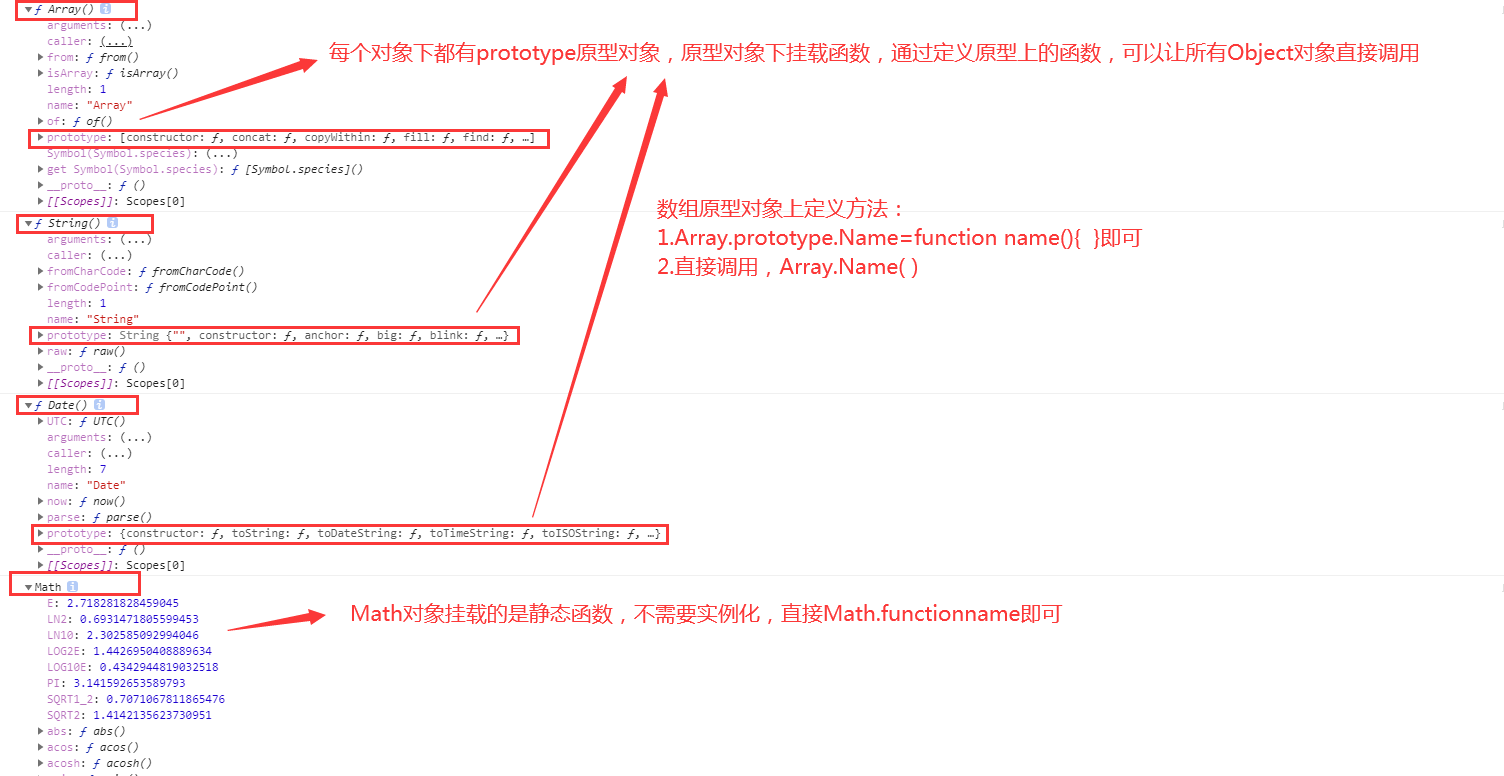 ▼ƒ Array() i
arguments: (...)
caller: (...)
▶from: ƒ from()
▶isArray: ƒ isArray()
length: 1
name: "Array"
▶of: ƒ of()
▶prototype: [constructor: ƒ, concat: ƒ, copyWithin: ƒ, fill: ƒ, find: ƒ, …]
Symbol(Symbol.species): (...)
▶get Symbol(Symbol.species): ƒ [Symbol.species]()
▶__proto__: ƒ ()
▶[[Scopes]]: Scopes[0]
每个对象下都有prototype原型对象，原型对象下挂载函数，通过定义原型上的函数，可以让所有Object对象直接调用
▼ƒ String() i
arguments: (...)
caller: (...)
▶fromCharCode: ƒ fromCharCode()
▶fromCodePoint: ƒ fromCodePoint()
length: 1
name: "String"
▶prototype: String {"", constructor: ƒ, anchor: ƒ, big: ƒ, blink: ƒ, …}
▶raw: ƒ raw()
▶__proto__: ƒ ()
▶[[Scopes]]: Scopes[0]
数组原型对象上定义方法：
1.Array.prototype.Name=function name(){ }即可
2.直接调用，Array.Name( )
▼ƒ Date() i
▶UTC: ƒ UTC()
arguments: (...)
caller: (...)
length: 7
name: "Date"
▶now: ƒ now()
▶parse: ƒ parse()
▶prototype: {constructor: ƒ, toString: ƒ, toDateString: ƒ, toTimeString: ƒ, toISOString: ƒ, …}
▶__proto__: ƒ ()
▶[[Scopes]]: Scopes[0]
▼Math i
E: 2.718281828459045
LN2: 0.6931471805599453
LN10: 2.302585092994046
LOG2E: 1.4426950408889634
LOG10E: 0.4342944819032518
PI: 3.141592653589793
SQRT1_2: 0.7071067811865476
SQRT2: 1.4142135623730951
▶abs: ƒ abs()
▶acos: ƒ acos()
▶acosh: ƒ acosh()
Math对象挂载的是静态函数，不需要实例化，直接Math.functionname即可